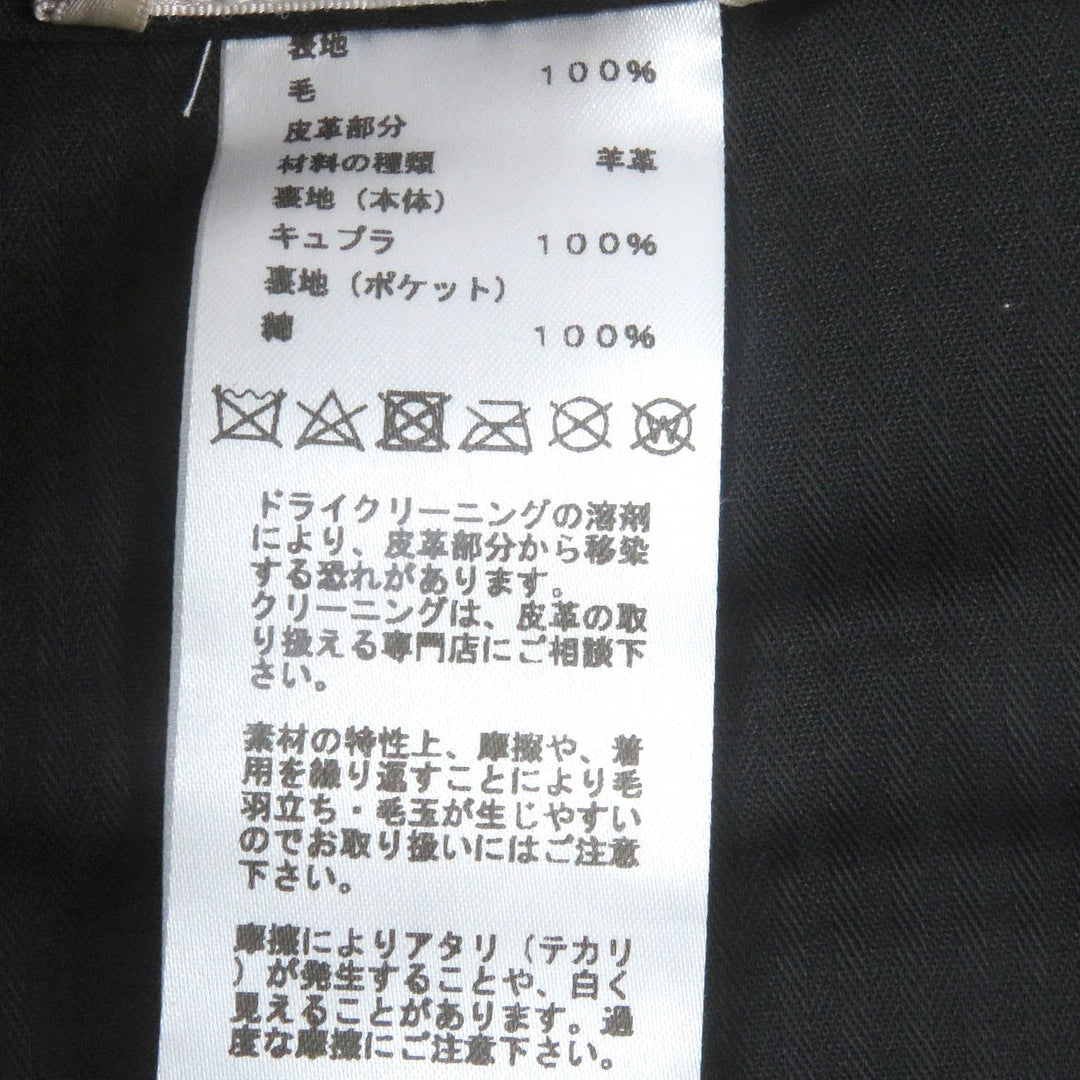 表地
毛 １００％
皮革部分
材料の種類 羊革
裏地（本体）
キュプラ １００％
裏地（ポケット）
綿 １００％
W
ドライクリーニングの溶剤
により、皮革部分から移染
する恐れがあります。
クリーニングは、皮革の取
り扱える専門店にご相談下
さい。
素材の特性上、摩擦や、着
用を繰り返すことにより毛
羽立ち・毛玉が生じやすい
のでお取り扱いにはご注意
下さい。
摩擦によりアタリ（テカリ
）が発生することや、白く
見えることがあります。過
度な摩擦にご注意下さい。